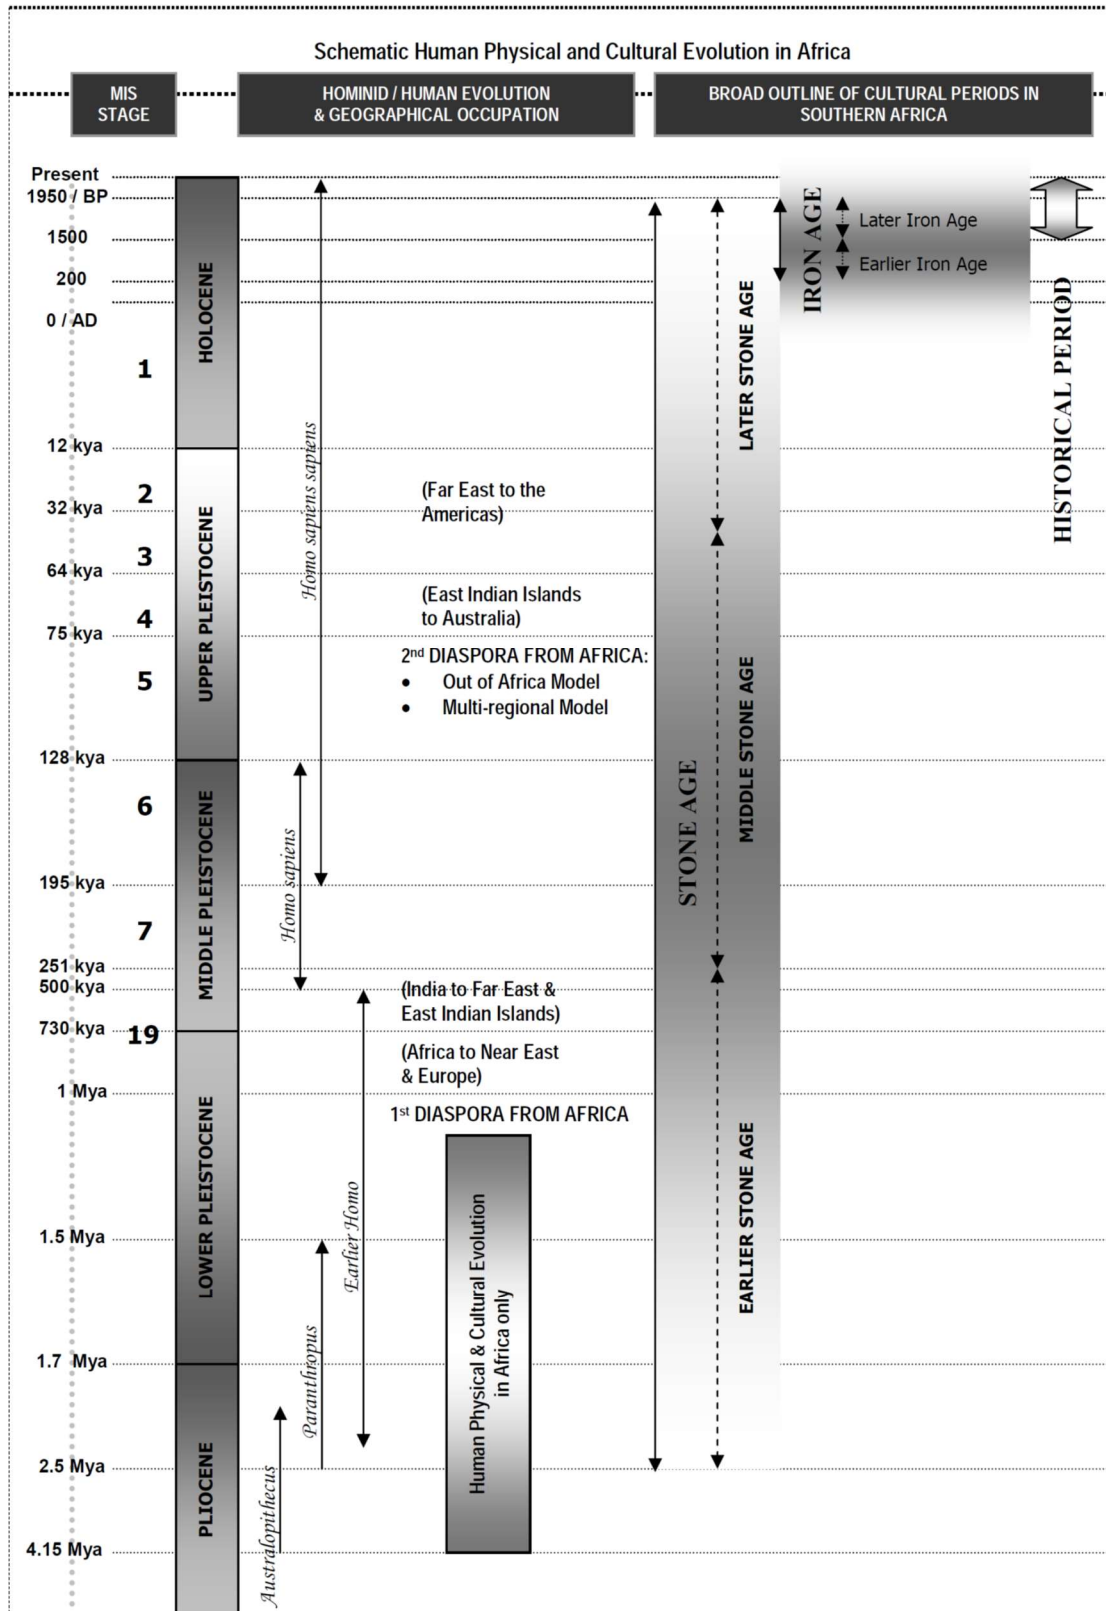 Schematic Human Physical and Cultural Evolution in Africa
MIS
STAGE
HOMINID / HUMAN EVOLUTION
& GEOGRAPHICAL OCCUPATION
BROAD OUTLINE OF CULTURAL PERIODS IN
SOUTHERN AFRICA
Present
1950 / BP
1500
200
0 / AD
12 kya
32 kya
64 kya
75 kya
128 kya
195 kya
251 kya
500 kya
730 kya
1 Mya
1.5 Mya
1.7 Mya
2.5 Mya
4.15 Mya
1
2
3
4
5
6
7
19
HOLOCENE
UPPER PLEISTOCENE
MIDDLE PLEISTOCENE
LOWER PLEISTOCENE
PLIOCENE
Homo sapiens sapiens
Homo sapiens
Earlier Homo
Paranthropus
Australopithecus
(Far East to the
Americas)
(East Indian Islands
to Australia)
2nd DIASPORA FROM AFRICA:
• Out of Africa Model
• Multi-regional Model
(India to Far East &
East Indian Islands)
(Africa to Near East
& Europe)
1st DIASPORA FROM AFRICA
Human Physical & Cultural Evolution
in Africa only
STONE AGE
LATER STONE AGE
MIDDLE STONE AGE
EARLIER STONE AGE
IRON AGE
Later Iron Age
Earlier Iron Age
HISTORICAL PERIOD